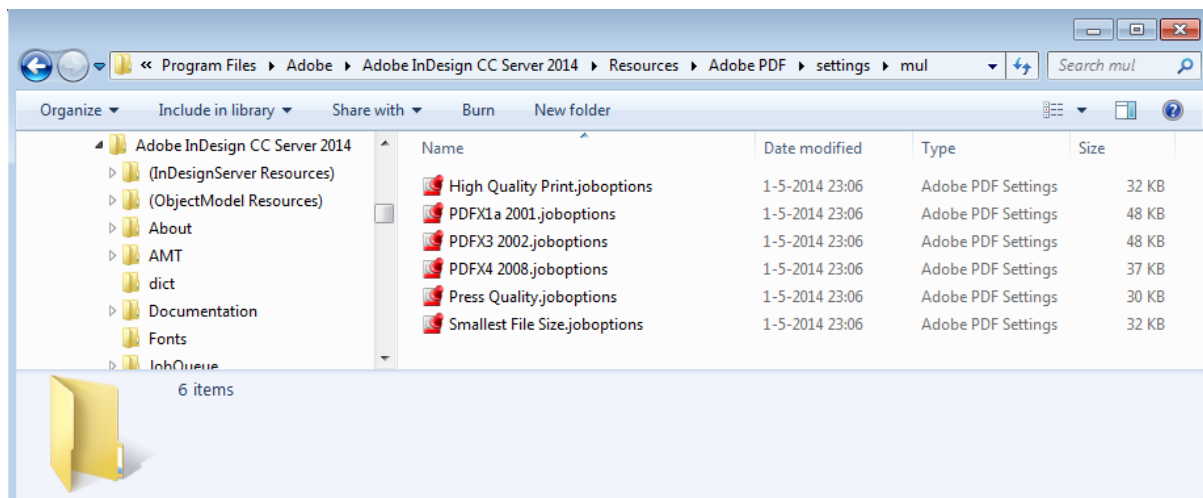 « Program Files ▸ Adobe ▸ Adobe InDesign CC Server 2014 ▸ Resources ▸ Adobe PDF ▸ settings ▸ mul Search mul
Organize Include in library Share with Burn New folder
Adobe InDesign CC Server 2014
(InDesignServer Resources)
(ObjectModel Resources)
About
AMT
dict
Documentation
Fonts
JobQueue
Name Date modified Type Size
High Quality Print.joboptions 1-5-2014 23:06 Adobe PDF Settings 32 KB
PDFX1a 2001.joboptions 1-5-2014 23:06 Adobe PDF Settings 48 KB
PDFX3 2002.joboptions 1-5-2014 23:06 Adobe PDF Settings 48 KB
PDFX4 2008.joboptions 1-5-2014 23:06 Adobe PDF Settings 37 KB
Press Quality.joboptions 1-5-2014 23:06 Adobe PDF Settings 30 KB
Smallest File Size.joboptions 1-5-2014 23:06 Adobe PDF Settings 32 KB
6 items